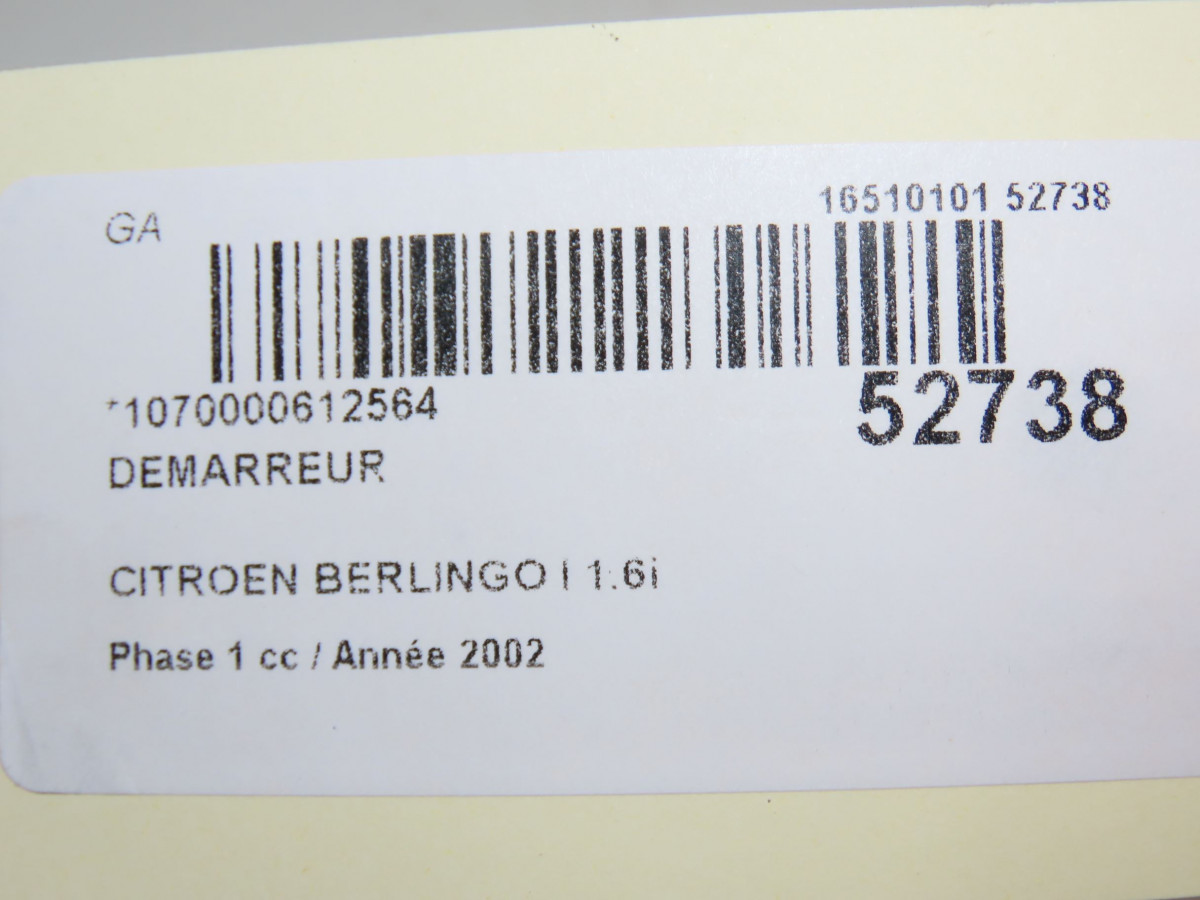 GA
16510101 52738
*1070000612564
52738
DEMARREUR
CITROEN BERLINGO I 1.6i
Phase 1 cc / Année 2002